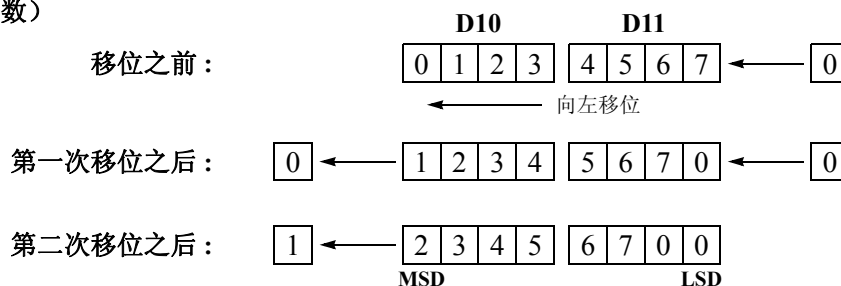 数）
D10 D11
移位之前： 0 1 2 3 4 5 6 7 0
向左移位
第一次移位之后： 0 1 2 3 4 5 6 7 0 0
第二次移位之后： 1 2 3 4 5 6 7 0 0
MSD LSD